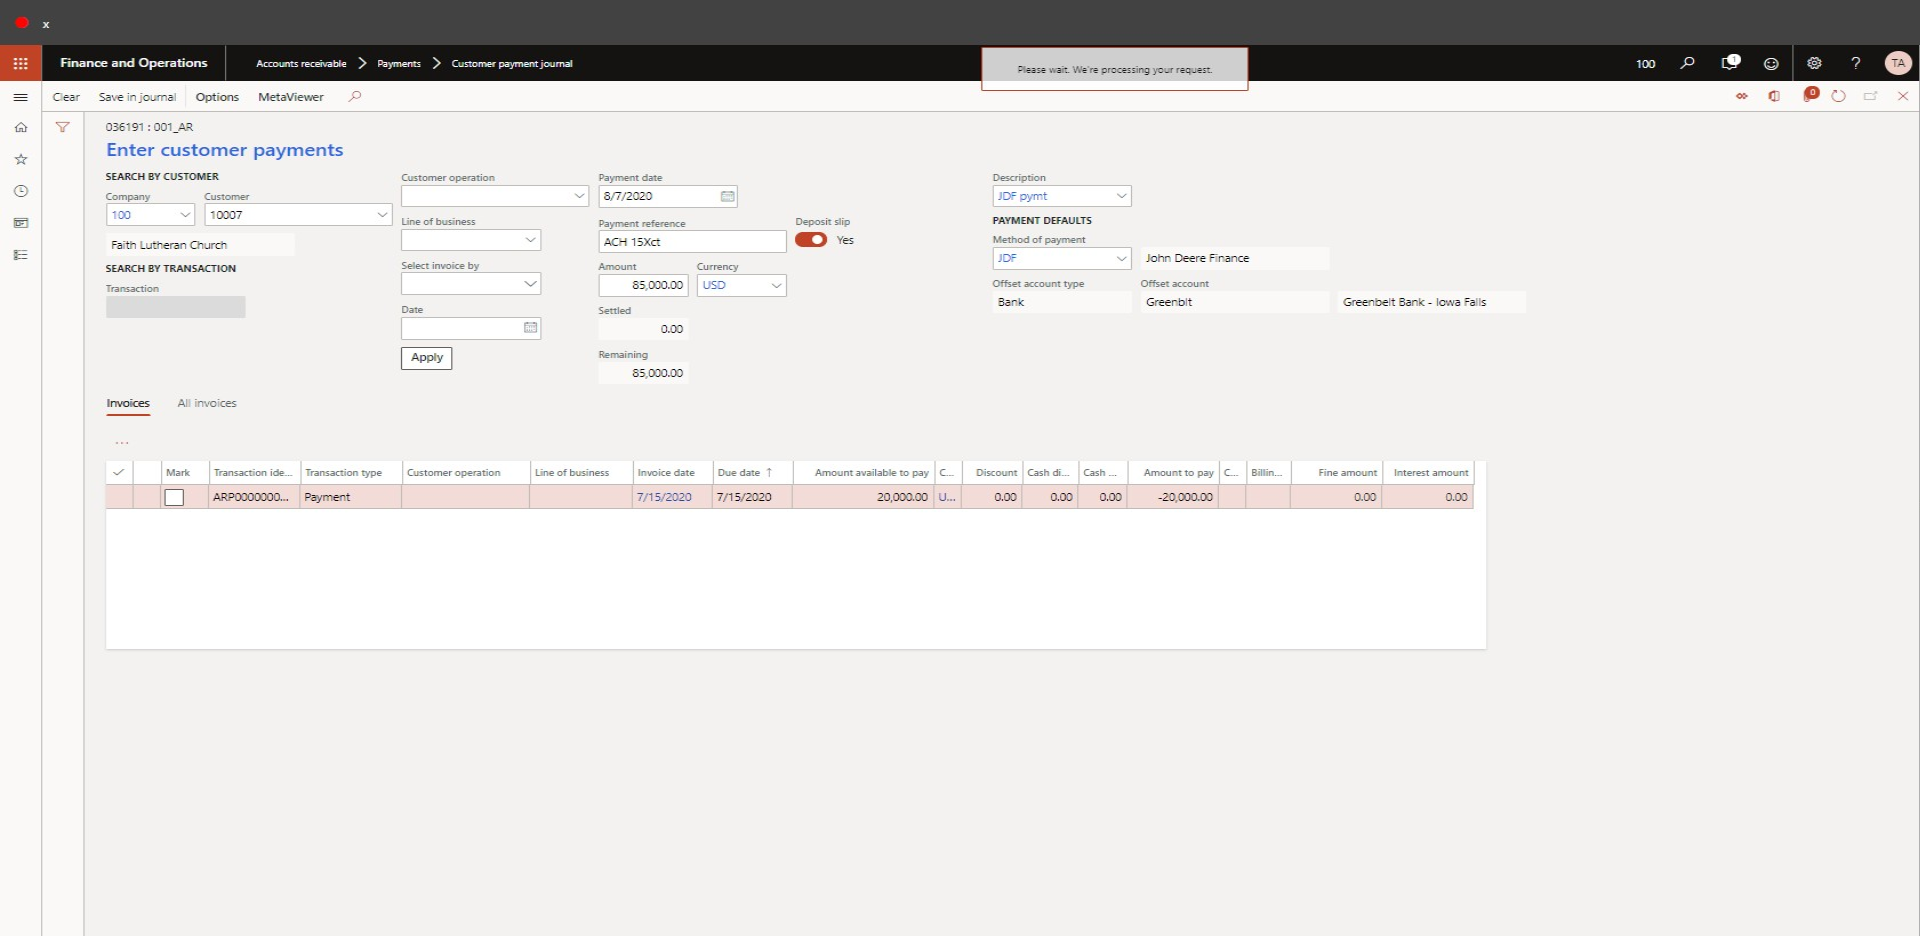 x
Finance and Operations
Accounts receivable > Payments > Customer payment journal
Please wait. We're processing your request.
100
1
?
TA
Clear Save in journal Options MetaViewer
0
036191 : 001_AR
Enter customer payments
SEARCH BY CUSTOMER
Company
100
Customer
10007
Faith Lutheran Church
SEARCH BY TRANSACTION
Transaction
Customer operation
Line of business
Select invoice by
Date
Apply
Payment date
8/7/2020
Payment reference
ACH 15Xct
Amount
85,000.00
Currency
USD
Settled
0.00
Remaining
85,000.00
Deposit slip
Yes
Description
JDF pymt
PAYMENT DEFAULTS
Method of payment
JDF
John Deere Finance
Offset account type
Bank
Offset account
Greenblt
Greenbelt Bank - Iowa Falls
Invoices All invoices
...
Mark Transaction ide... Transaction type Customer operation Line of business Invoice date Due date ↑ Amount available to pay C... Discount Cash di... Cash ... Amount to pay C... Billin... Fine amount Interest amount
ARP0000000... Payment 7/15/2020 7/15/2020 20,000.00 U... 0.00 0.00 0.00 -20,000.00 0.00 0.00